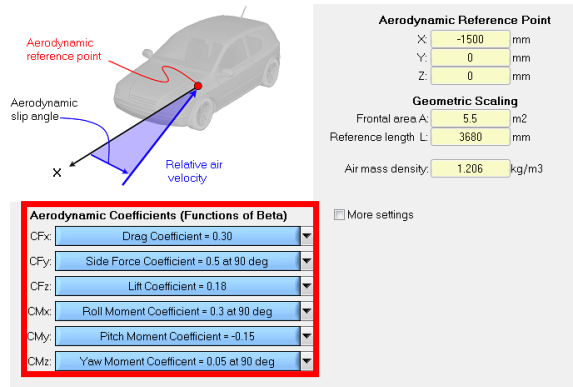 Aerodynamic
reference point
Aerodynamic
slip angle
X
Relative air
velocity
Aerodynamic Reference Point
X: -1500 mm
Y: 0 mm
Z: 0 mm
Geometric Scaling
Frontal area A: 5.5 m2
Reference length L: 3680 mm
Air mass density: 1.206 kg/m3
More settings
Aerodynamic Coefficients (Functions of Beta)
CFx: Drag Coefficient = 0.30
CFy: Side Force Coefficient = 0.5 at 90 deg
CFz: Lift Coefficient = 0.18
CMx: Roll Moment Coefficient = 0.3 at 90 deg
CMy: Pitch Moment Coefficient = -0.15
CMz: Yaw Moment Coefficent = 0.05 at 90 deg